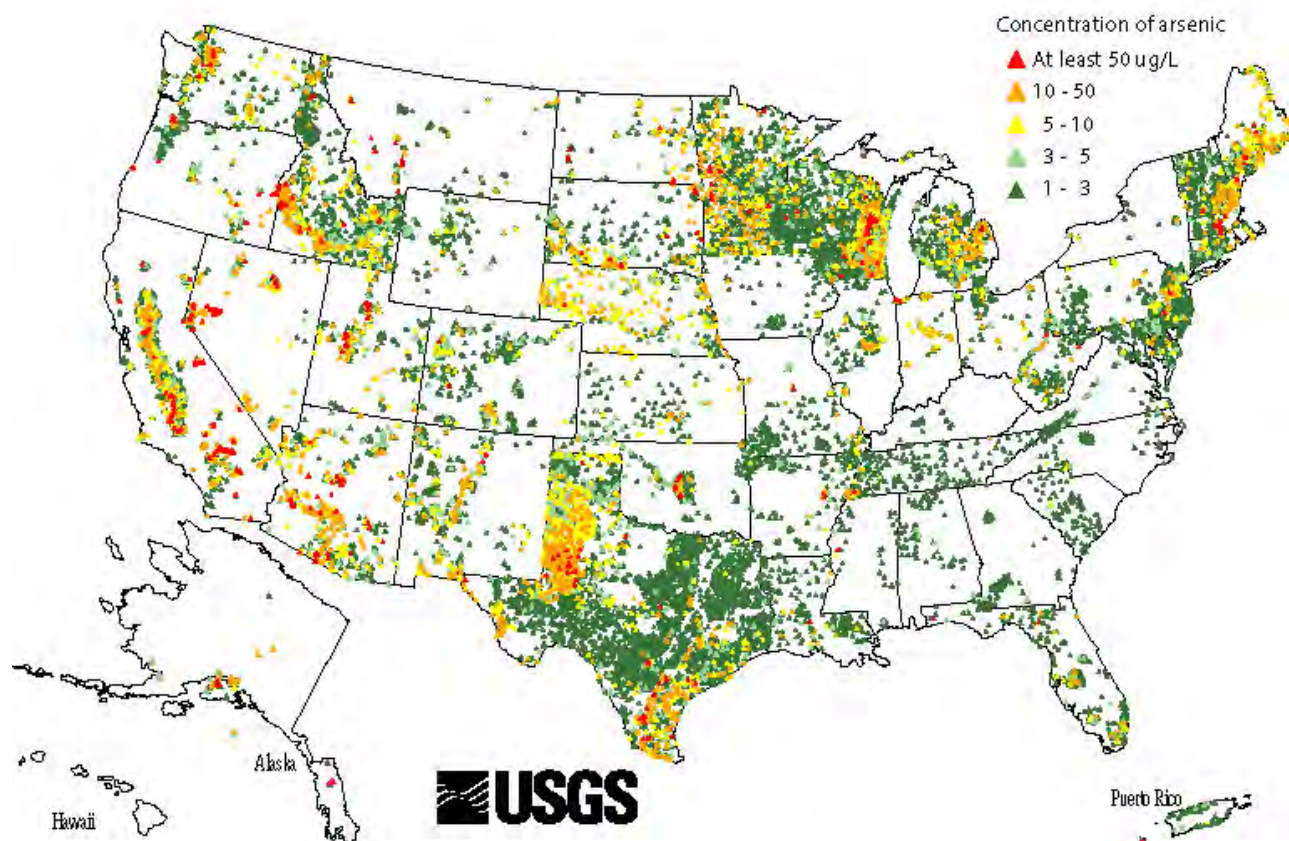 Concentration of arsenic
At least 50 ug/L
10 - 50
5 - 10
3 - 5
1 - 3
Alaska
Hawaii
USGS
Puerto Rico